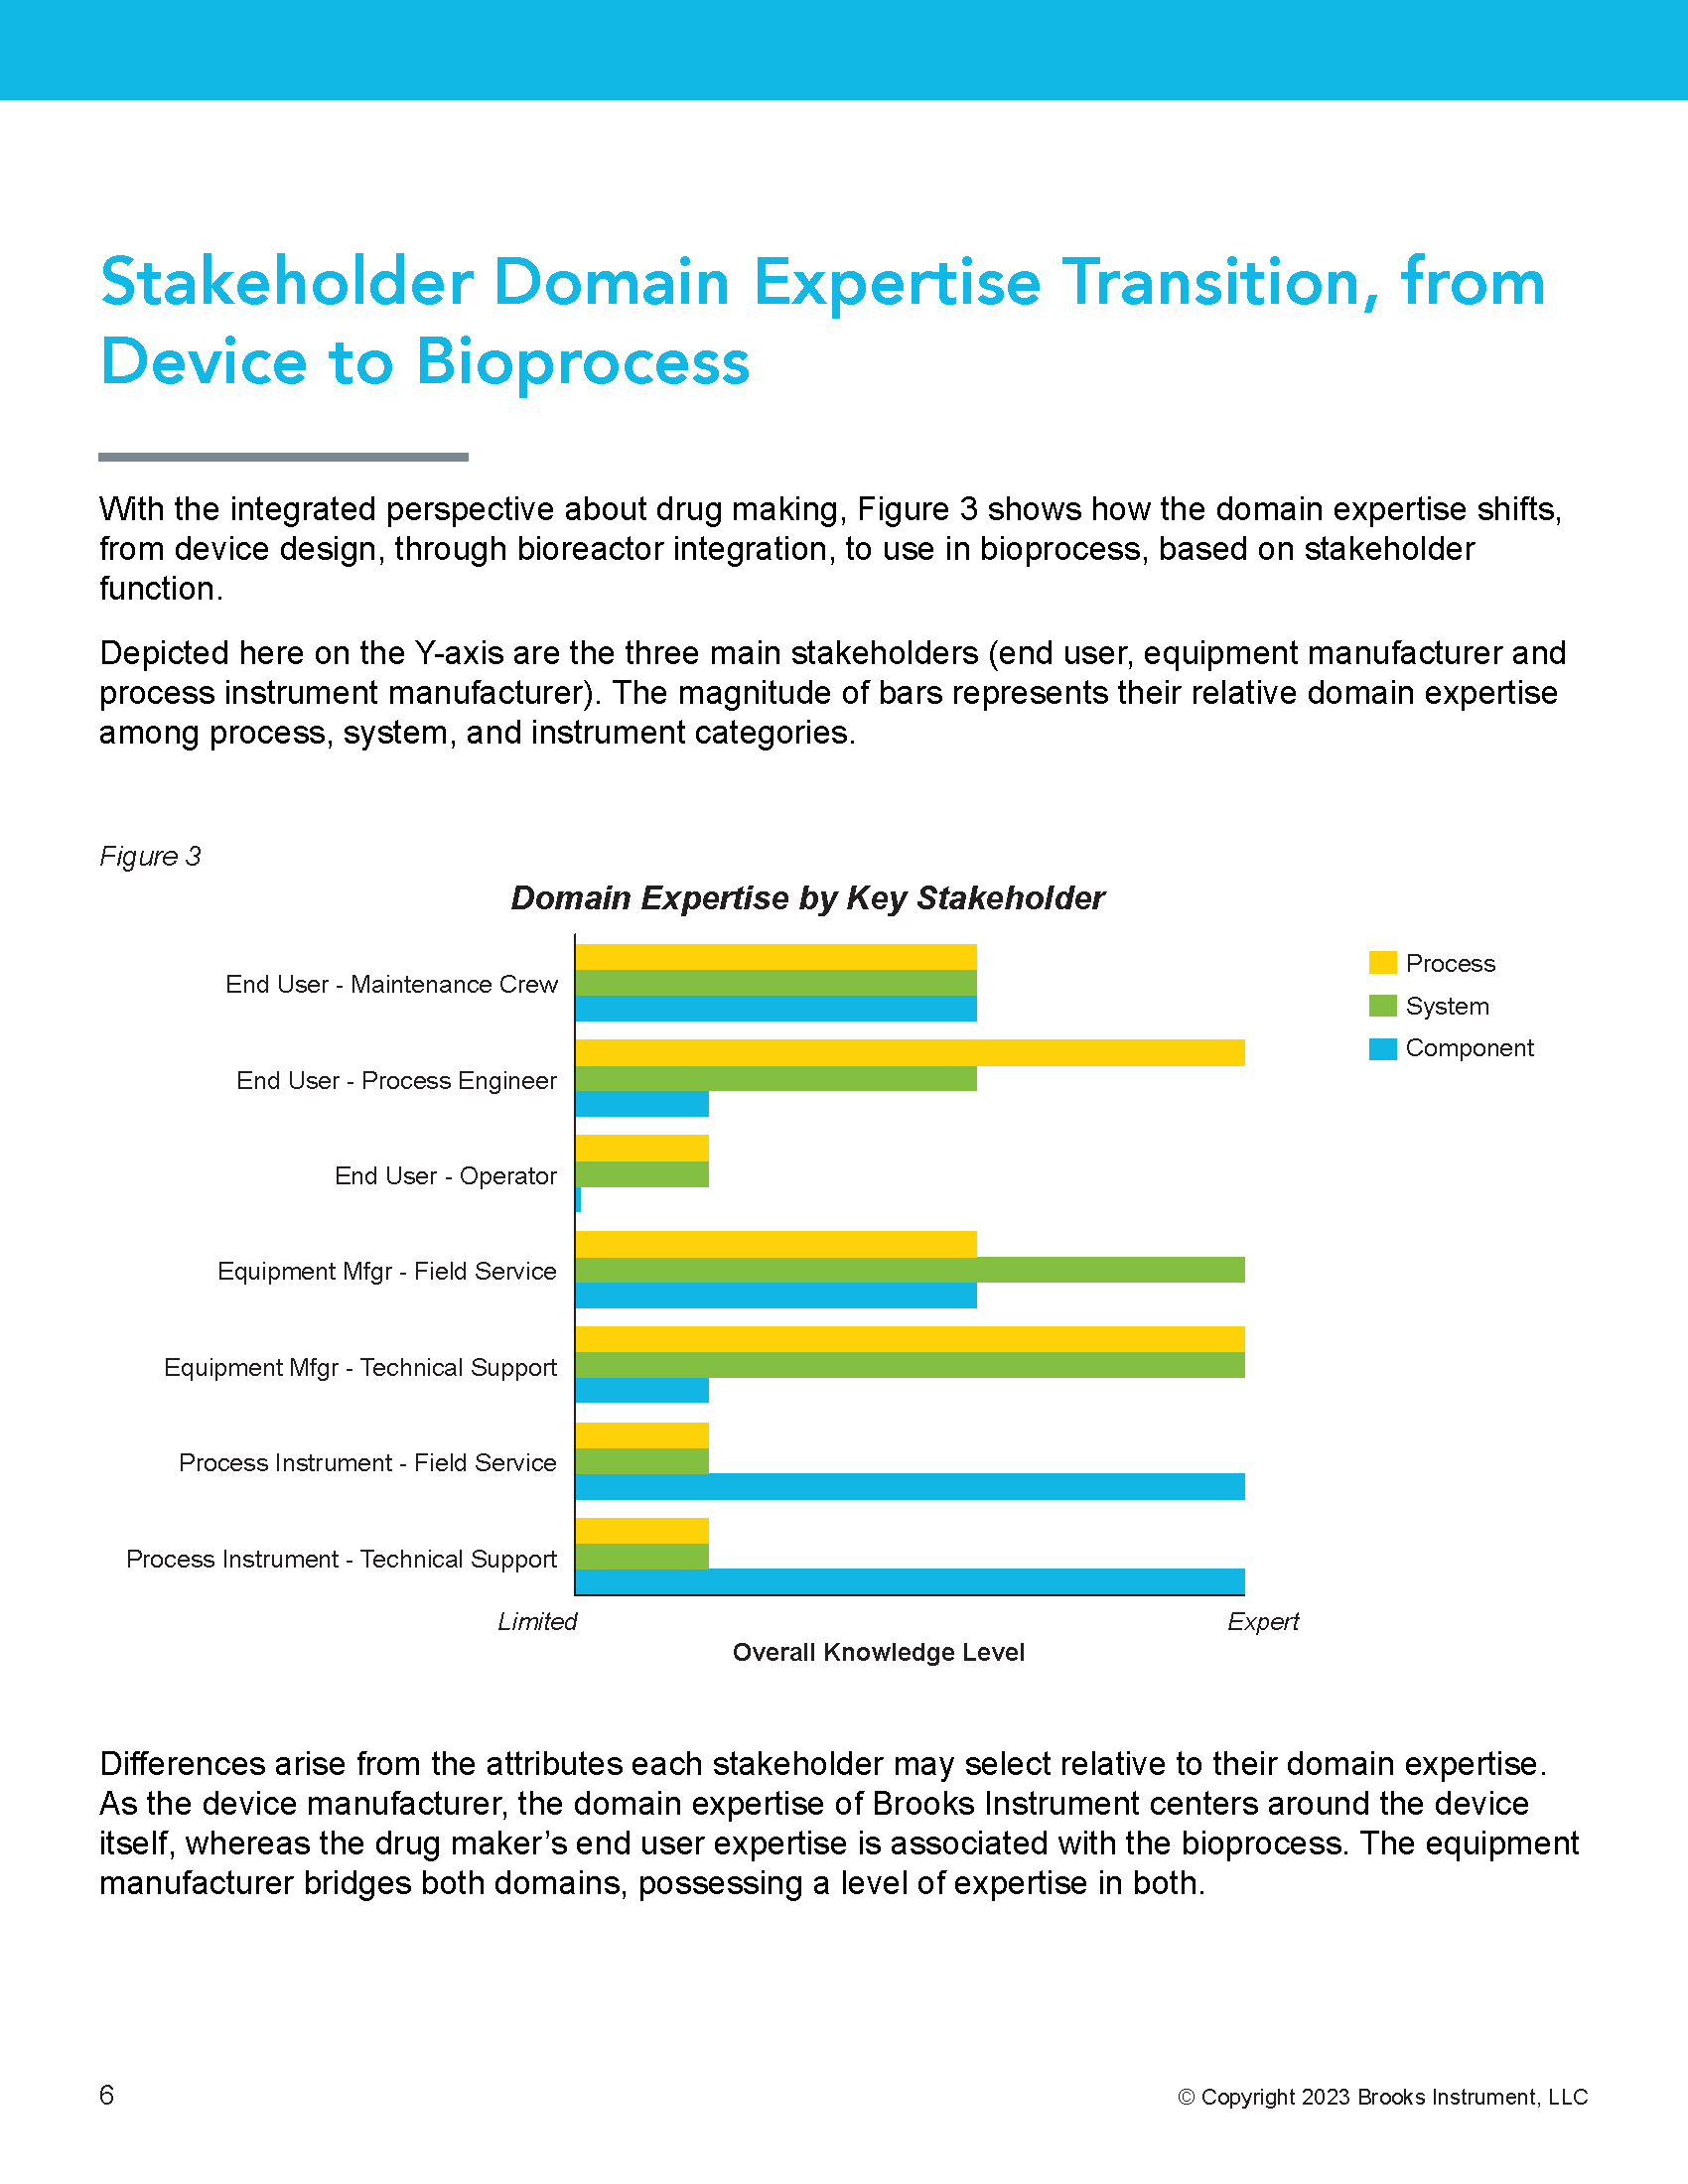 Stakeholder Domain Expertise Transition, from
Device to Bioprocess
With the integrated perspective about drug making, Figure 3 shows how the domain expertise shifts,
from device design, through bioreactor integration, to use in bioprocess, based on stakeholder
function.
Depicted here on the Y-axis are the three main stakeholders (end user, equipment manufacturer and
process instrument manufacturer). The magnitude of bars represents their relative domain expertise
among process, system, and instrument categories.
Figure 3
Domain Expertise by Key Stakeholder
Process
System
Component
End User - Maintenance Crew
End User - Process Engineer
End User - Operator
Equipment Mfgr - Field Service
Equipment Mfgr - Technical Support
Process Instrument - Field Service
Process Instrument - Technical Support
Limited
Expert
Overall Knowledge Level
Differences arise from the attributes each stakeholder may select relative to their domain expertise.
As the device manufacturer, the domain expertise of Brooks Instrument centers around the device
itself, whereas the drug maker’s end user expertise is associated with the bioprocess. The equipment
manufacturer bridges both domains, possessing a level of expertise in both.
6
© Copyright 2023 Brooks Instrument, LLC